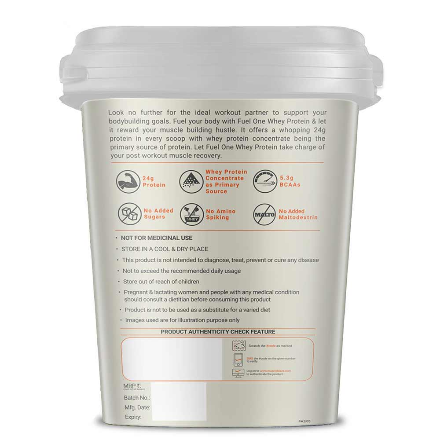 Look no further for the ideal workout partner to support your
bodybuilding goals. Fuel your body with Fuel One Whey Protein & let
it reward your muscle building hustle. It offers a whopping 24g
protein in every scoop with whey protein concentrate being the
primary source of protein. Let Fuel One Whey Protein take charge of
your post workout muscle recovery.
24g
Protein
Whey Protein
Concentrate
as Primary
Source
5.3g
BCAAs
No Added
Sugars
No Amino
Spiking
MALTO
No Added
Maltodextrin
• NOT FOR MEDICINAL USE
• STORE IN A COOL & DRY PLACE
• This product is not intended to diagnose, treat, prevent or cure any disease
• Not to exceed the recommended daily usage
• Store out of reach of children
• Pregnant & lactating women and people with any medical condition
should consult a dietitian before consuming this product
• Product is not to be used as a substitute for a varied diet
• Images used are for illustration purpose only
PRODUCT AUTHENTICITY CHECK FEATURE
MRP ₹:
Batch No.:
Mfg. Date:
Expiry: